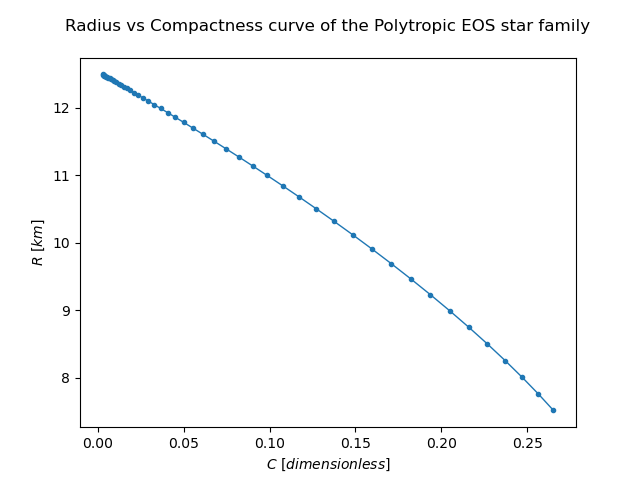 Radius vs Compactness curve of the Polytropic EOS star family
12
11
10
9
8
R [km]
0.00 0.05 0.10 0.15 0.20 0.25
C [dimensionless]